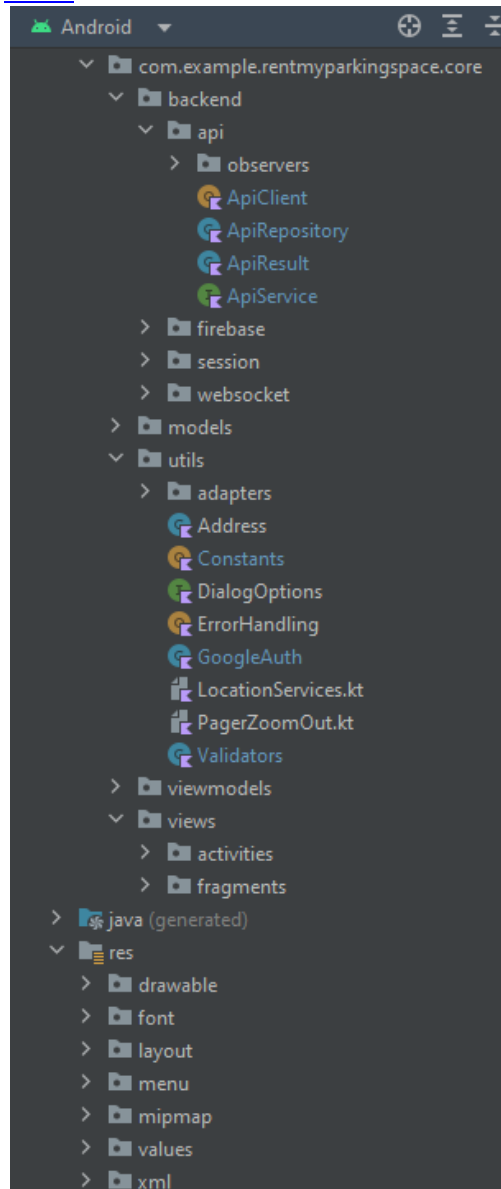 Android
com.example.rentmyparkingspace.core
backend
api
observers
ApiClient
ApiRepository
ApiResult
ApiService
firebase
session
websocket
models
utils
adapters
Address
Constants
DialogOptions
ErrorHandling
GoogleAuth
LocationServices.kt
PagerZoomOut.kt
Validators
viewmodels
views
activities
fragments
java (generated)
res
drawable
font
layout
menu
mipmap
values
xml